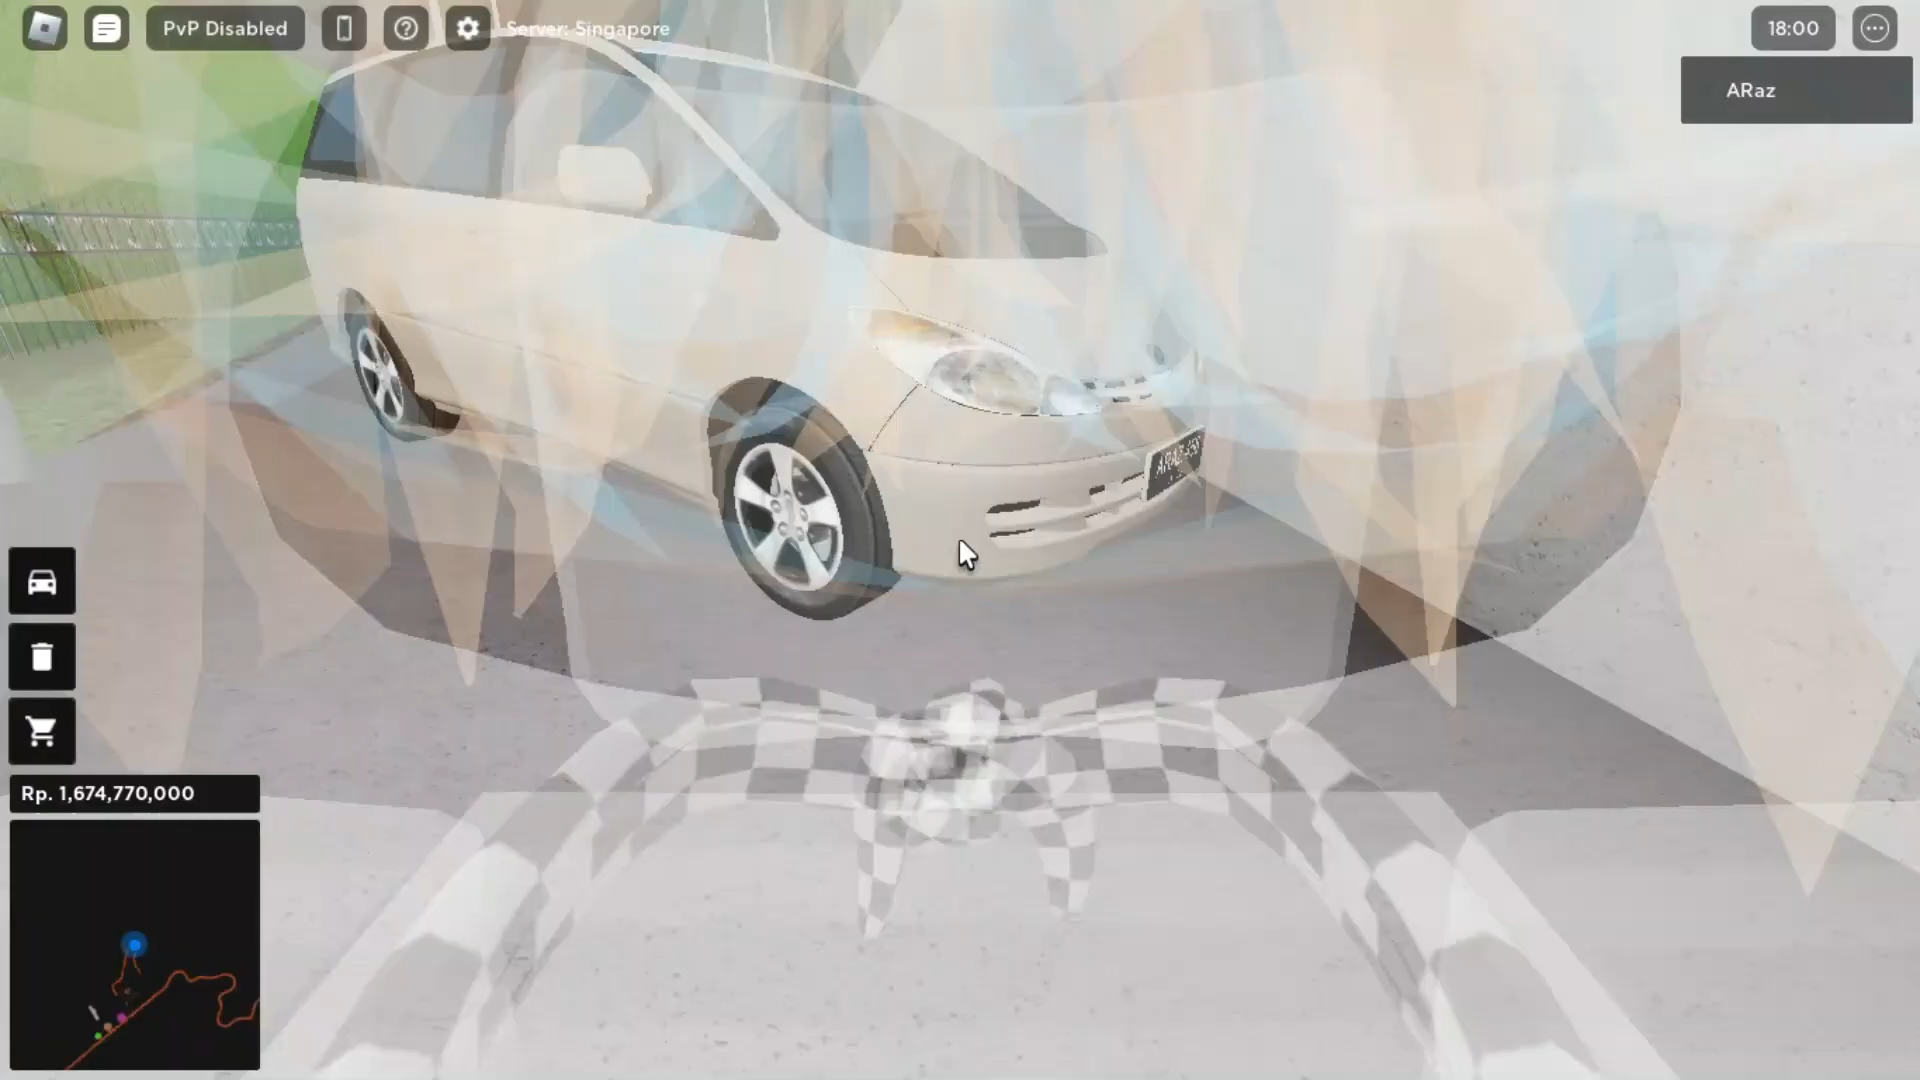 PvP Disabled
Server: Singapore
18:00
ARaz
Rp. 1,674,770,000